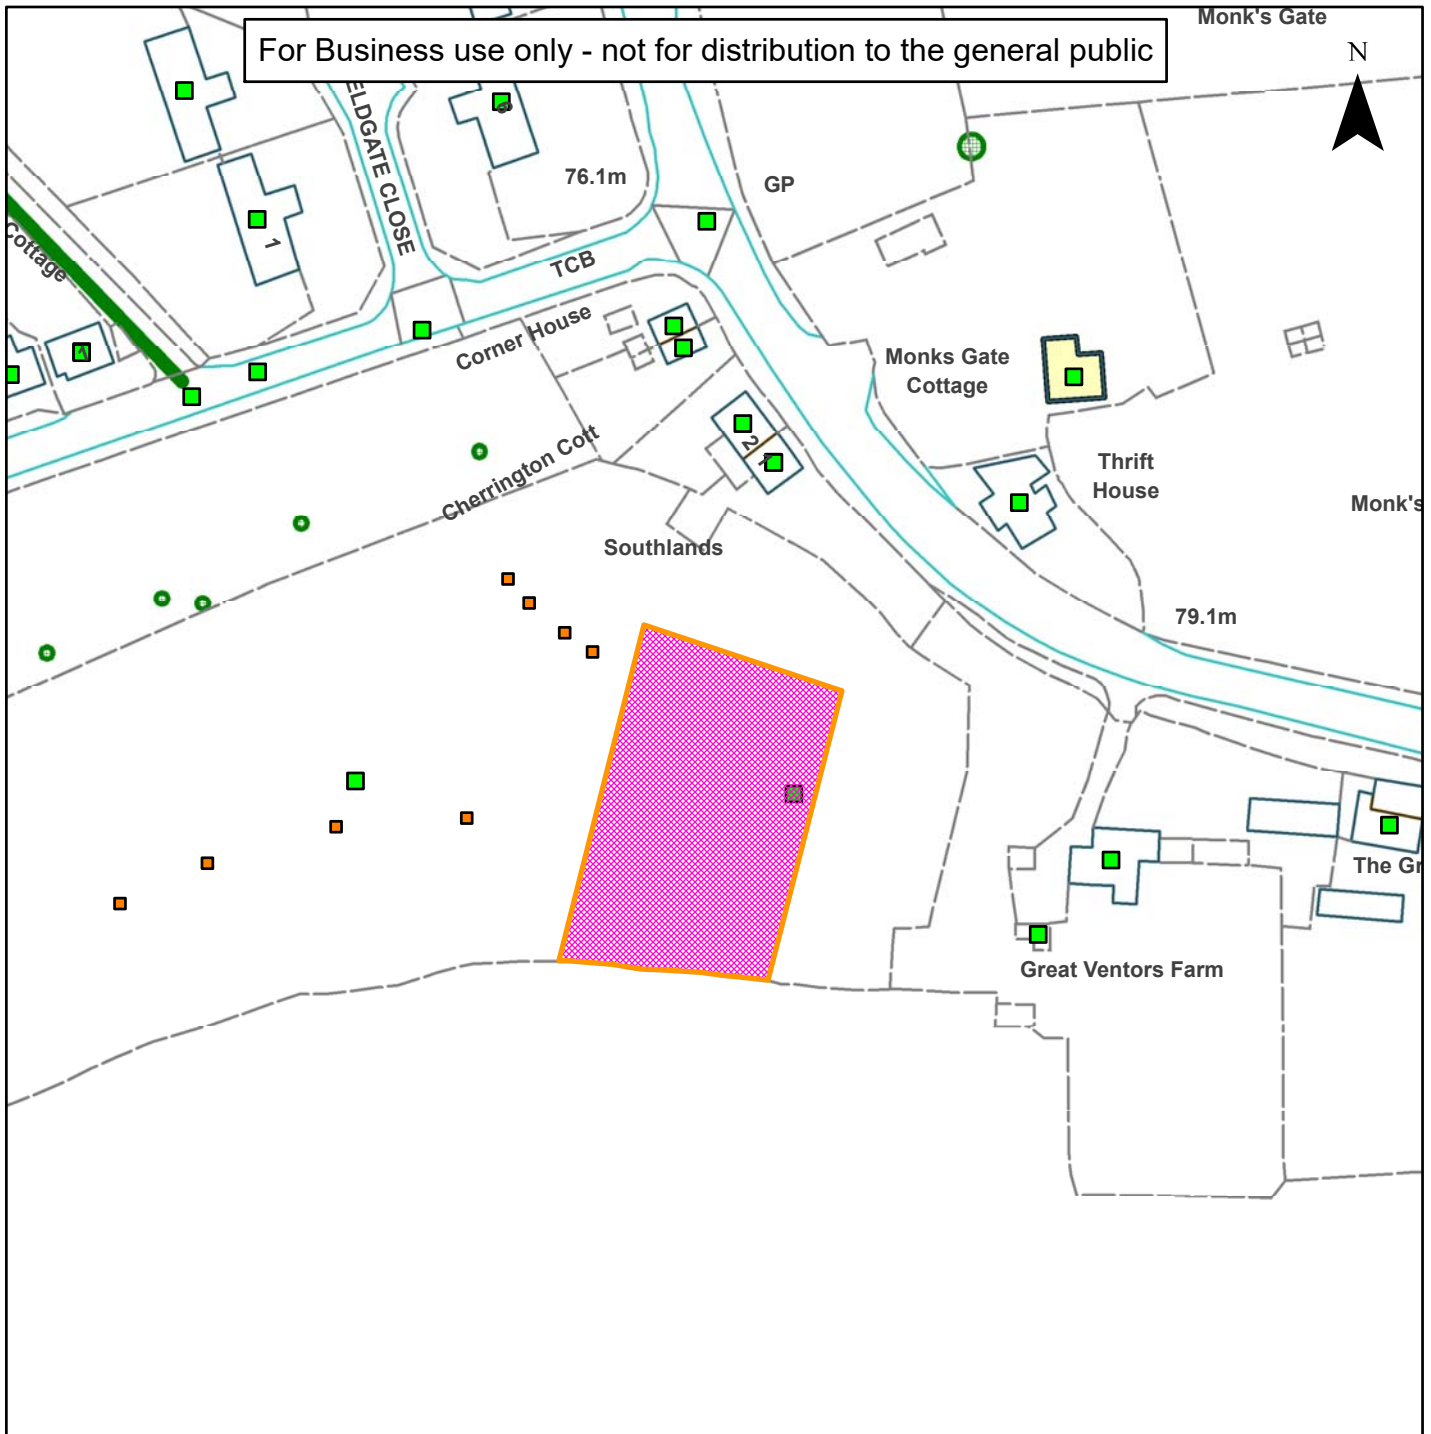 Monk's Gate
For Business use only - not for distribution to the general public
N
ELDGATE CLOSE
6
76.1m
GP
1
Cottage
TCB
Corner House
Monks Gate
Cottage
2
1
Cherrington Cott
Thrift
House
Monk's
Southlands
79.1m
The Gr
Great Ventors Farm